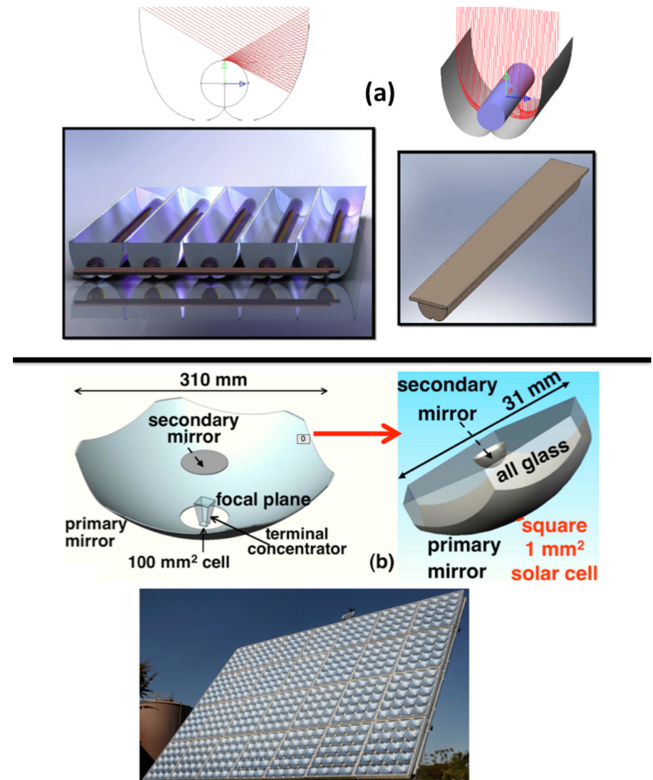 (a)
310 mm
secondary
mirror
focal plane
primary
mirror
terminal
concentrator
100 mm² cell
(b)
secondary
mirror
31 mm
all glass
primary
mirror
square
1 mm²
solar cell